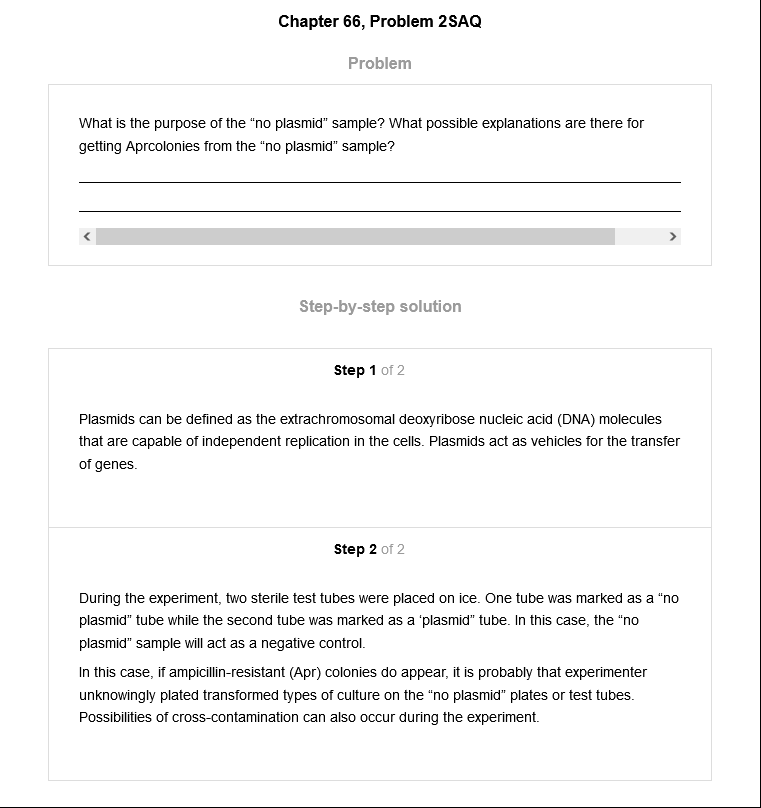 Chapter 66, Problem 2SAQ
Problem
What is the purpose of the “no plasmid” sample? What possible explanations are there for
getting Aprcolonies from the “no plasmid” sample?
Step-by-step solution
Step 1 of 2
Plasmids can be defined as the extrachromosomal deoxyribose nucleic acid (DNA) molecules
that are capable of independent replication in the cells. Plasmids act as vehicles for the transfer
of genes.
Step 2 of 2
During the experiment, two sterile test tubes were placed on ice. One tube was marked as a “no
plasmid” tube while the second tube was marked as a ‘plasmid” tube. In this case, the “no
plasmid” sample will act as a negative control.
In this case, if ampicillin-resistant (Apr) colonies do appear, it is probably that experimenter
unknowingly plated transformed types of culture on the “no plasmid” plates or test tubes.
Possibilities of cross-contamination can also occur during the experiment.